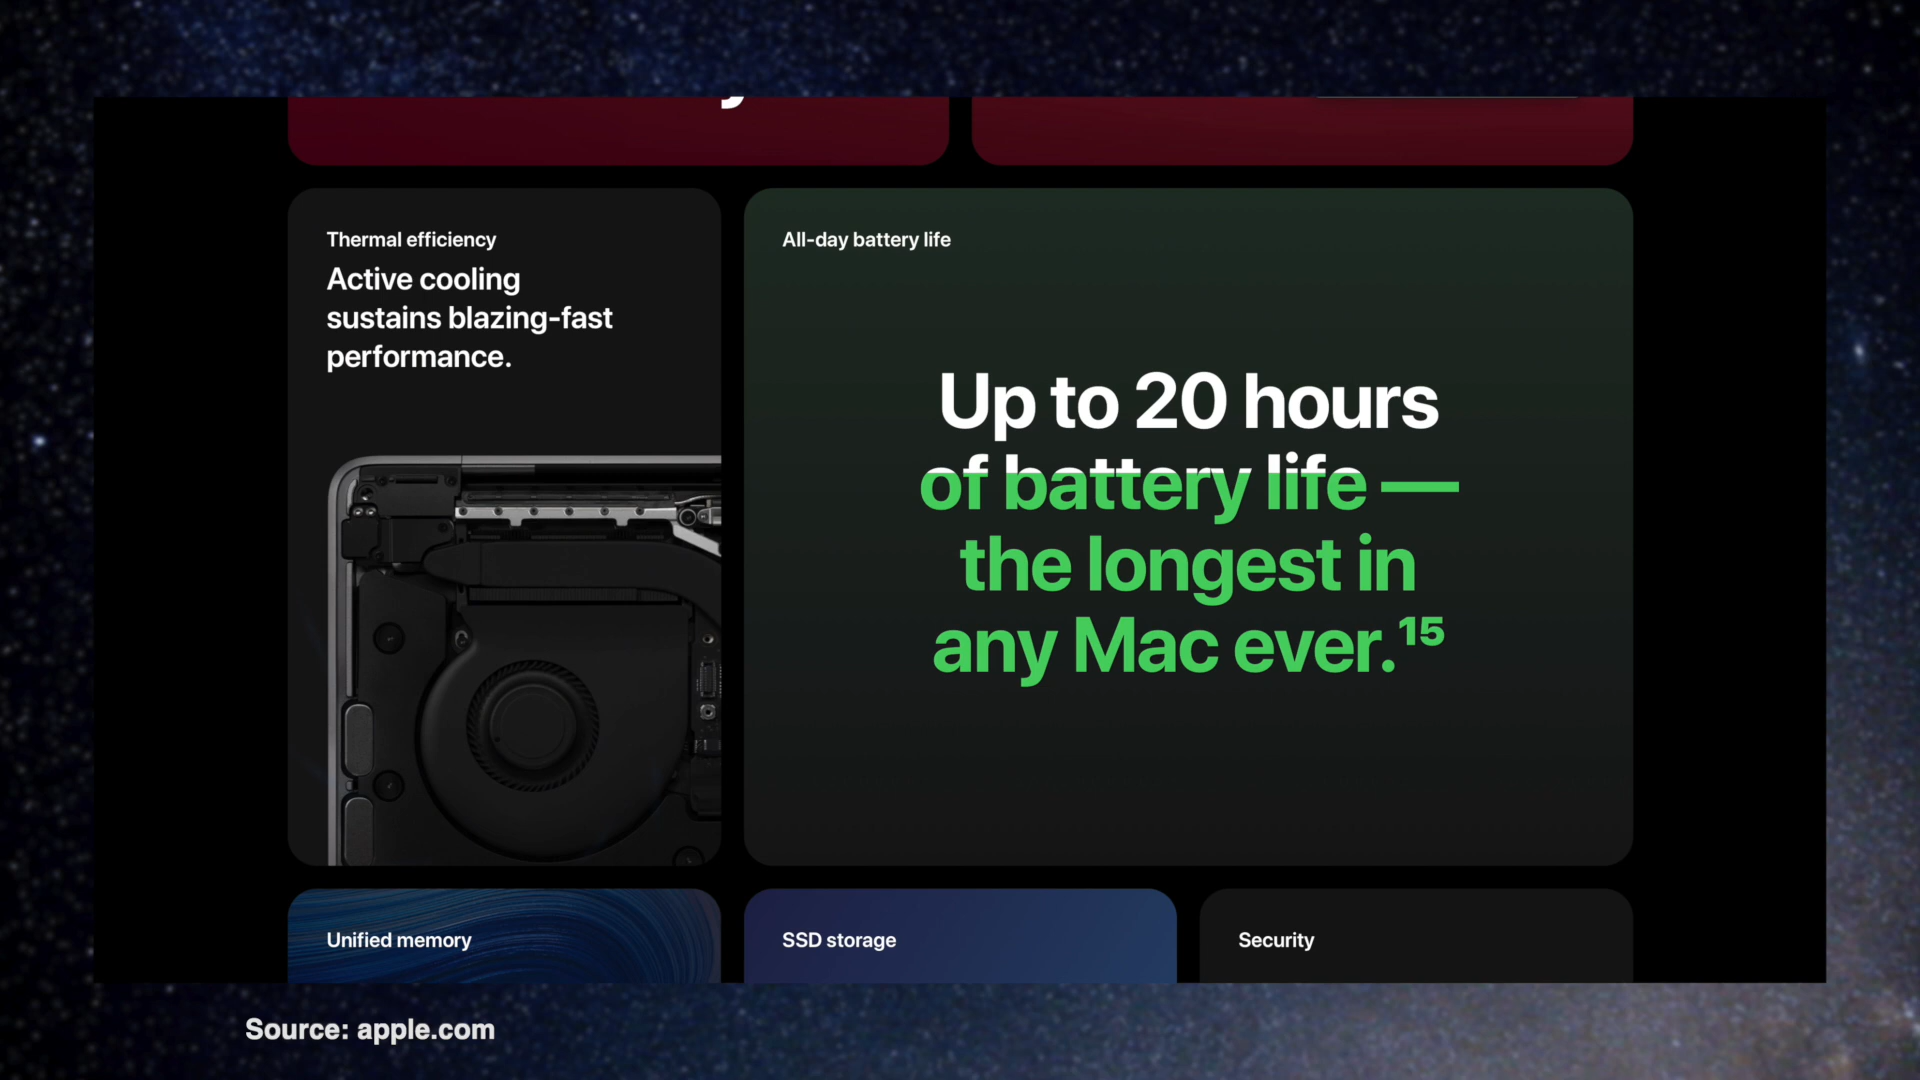 Thermal efficiency
Active cooling
sustains blazing-fast
performance.
All-day battery life
Up to 20 hours
of battery life —
the longest in
any Mac ever.¹⁵
Unified memory
SSD storage
Security
Source: apple.com